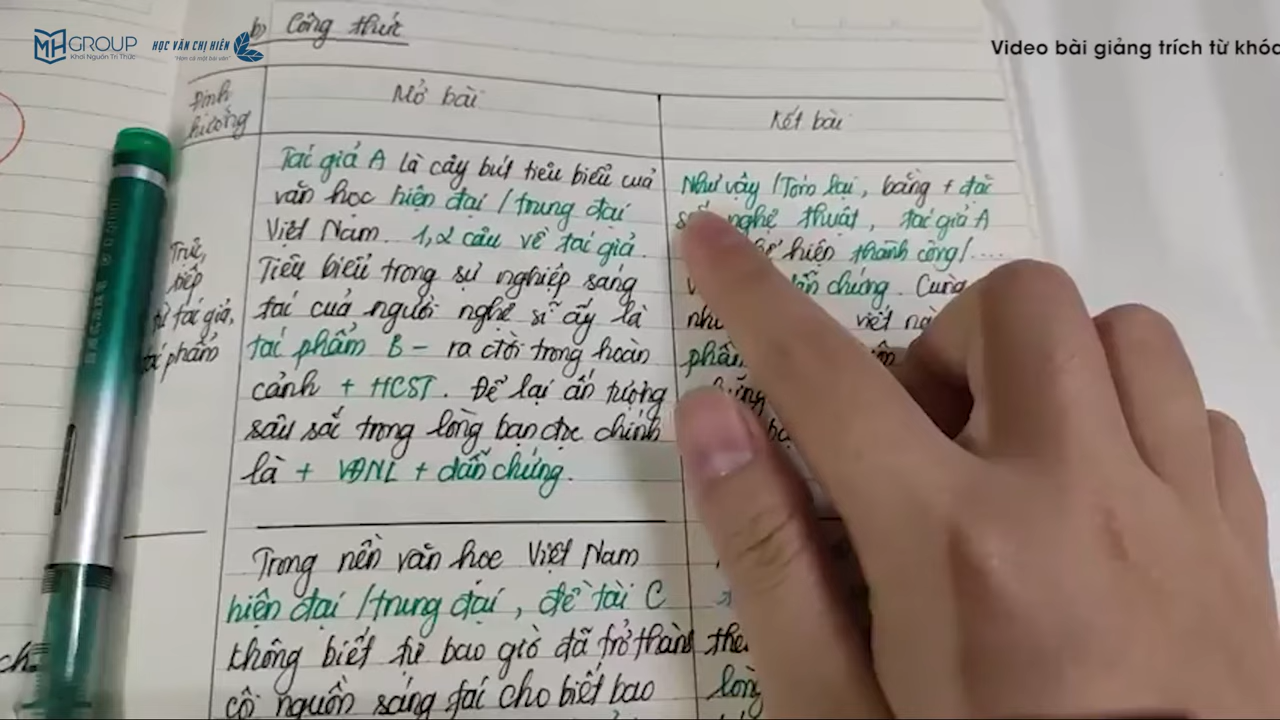 MH GROUP
Khơi Nguồn Tri Thức
HỌC VĂN CHỊ HIÊN
Video bài giảng trích từ khóa
b) Công thức
Định hướng
Mở bài
Kết bài
Trực tiếp
từ tác giả,
tác phẩm
Tác giả A là cây bút tiêu biểu của
văn học hiện đại / trung đại
Việt Nam. 1,2 câu về tác giả.
Tiêu biểu trong sự nghiệp sáng
tác của người nghệ sĩ ấy là
tác phẩm B – ra đời trong hoàn
cảnh + HCST. Để lại ấn tượng
sâu sắc trong lòng bạn đọc chính
là + VĐNL + dẫn chứng.
Như vậy / Tóm lại, bằng + đặc
nghệ thuật, tác giả A
hiện thành công/....
dẫn chứng. Cùng
viết
phẩm
Trong nền văn học Việt Nam
hiện đại / trung đại, đề tài C
không biết từ bao giờ đã trở thành
cội nguồn sáng tác cho biết bao
lòng